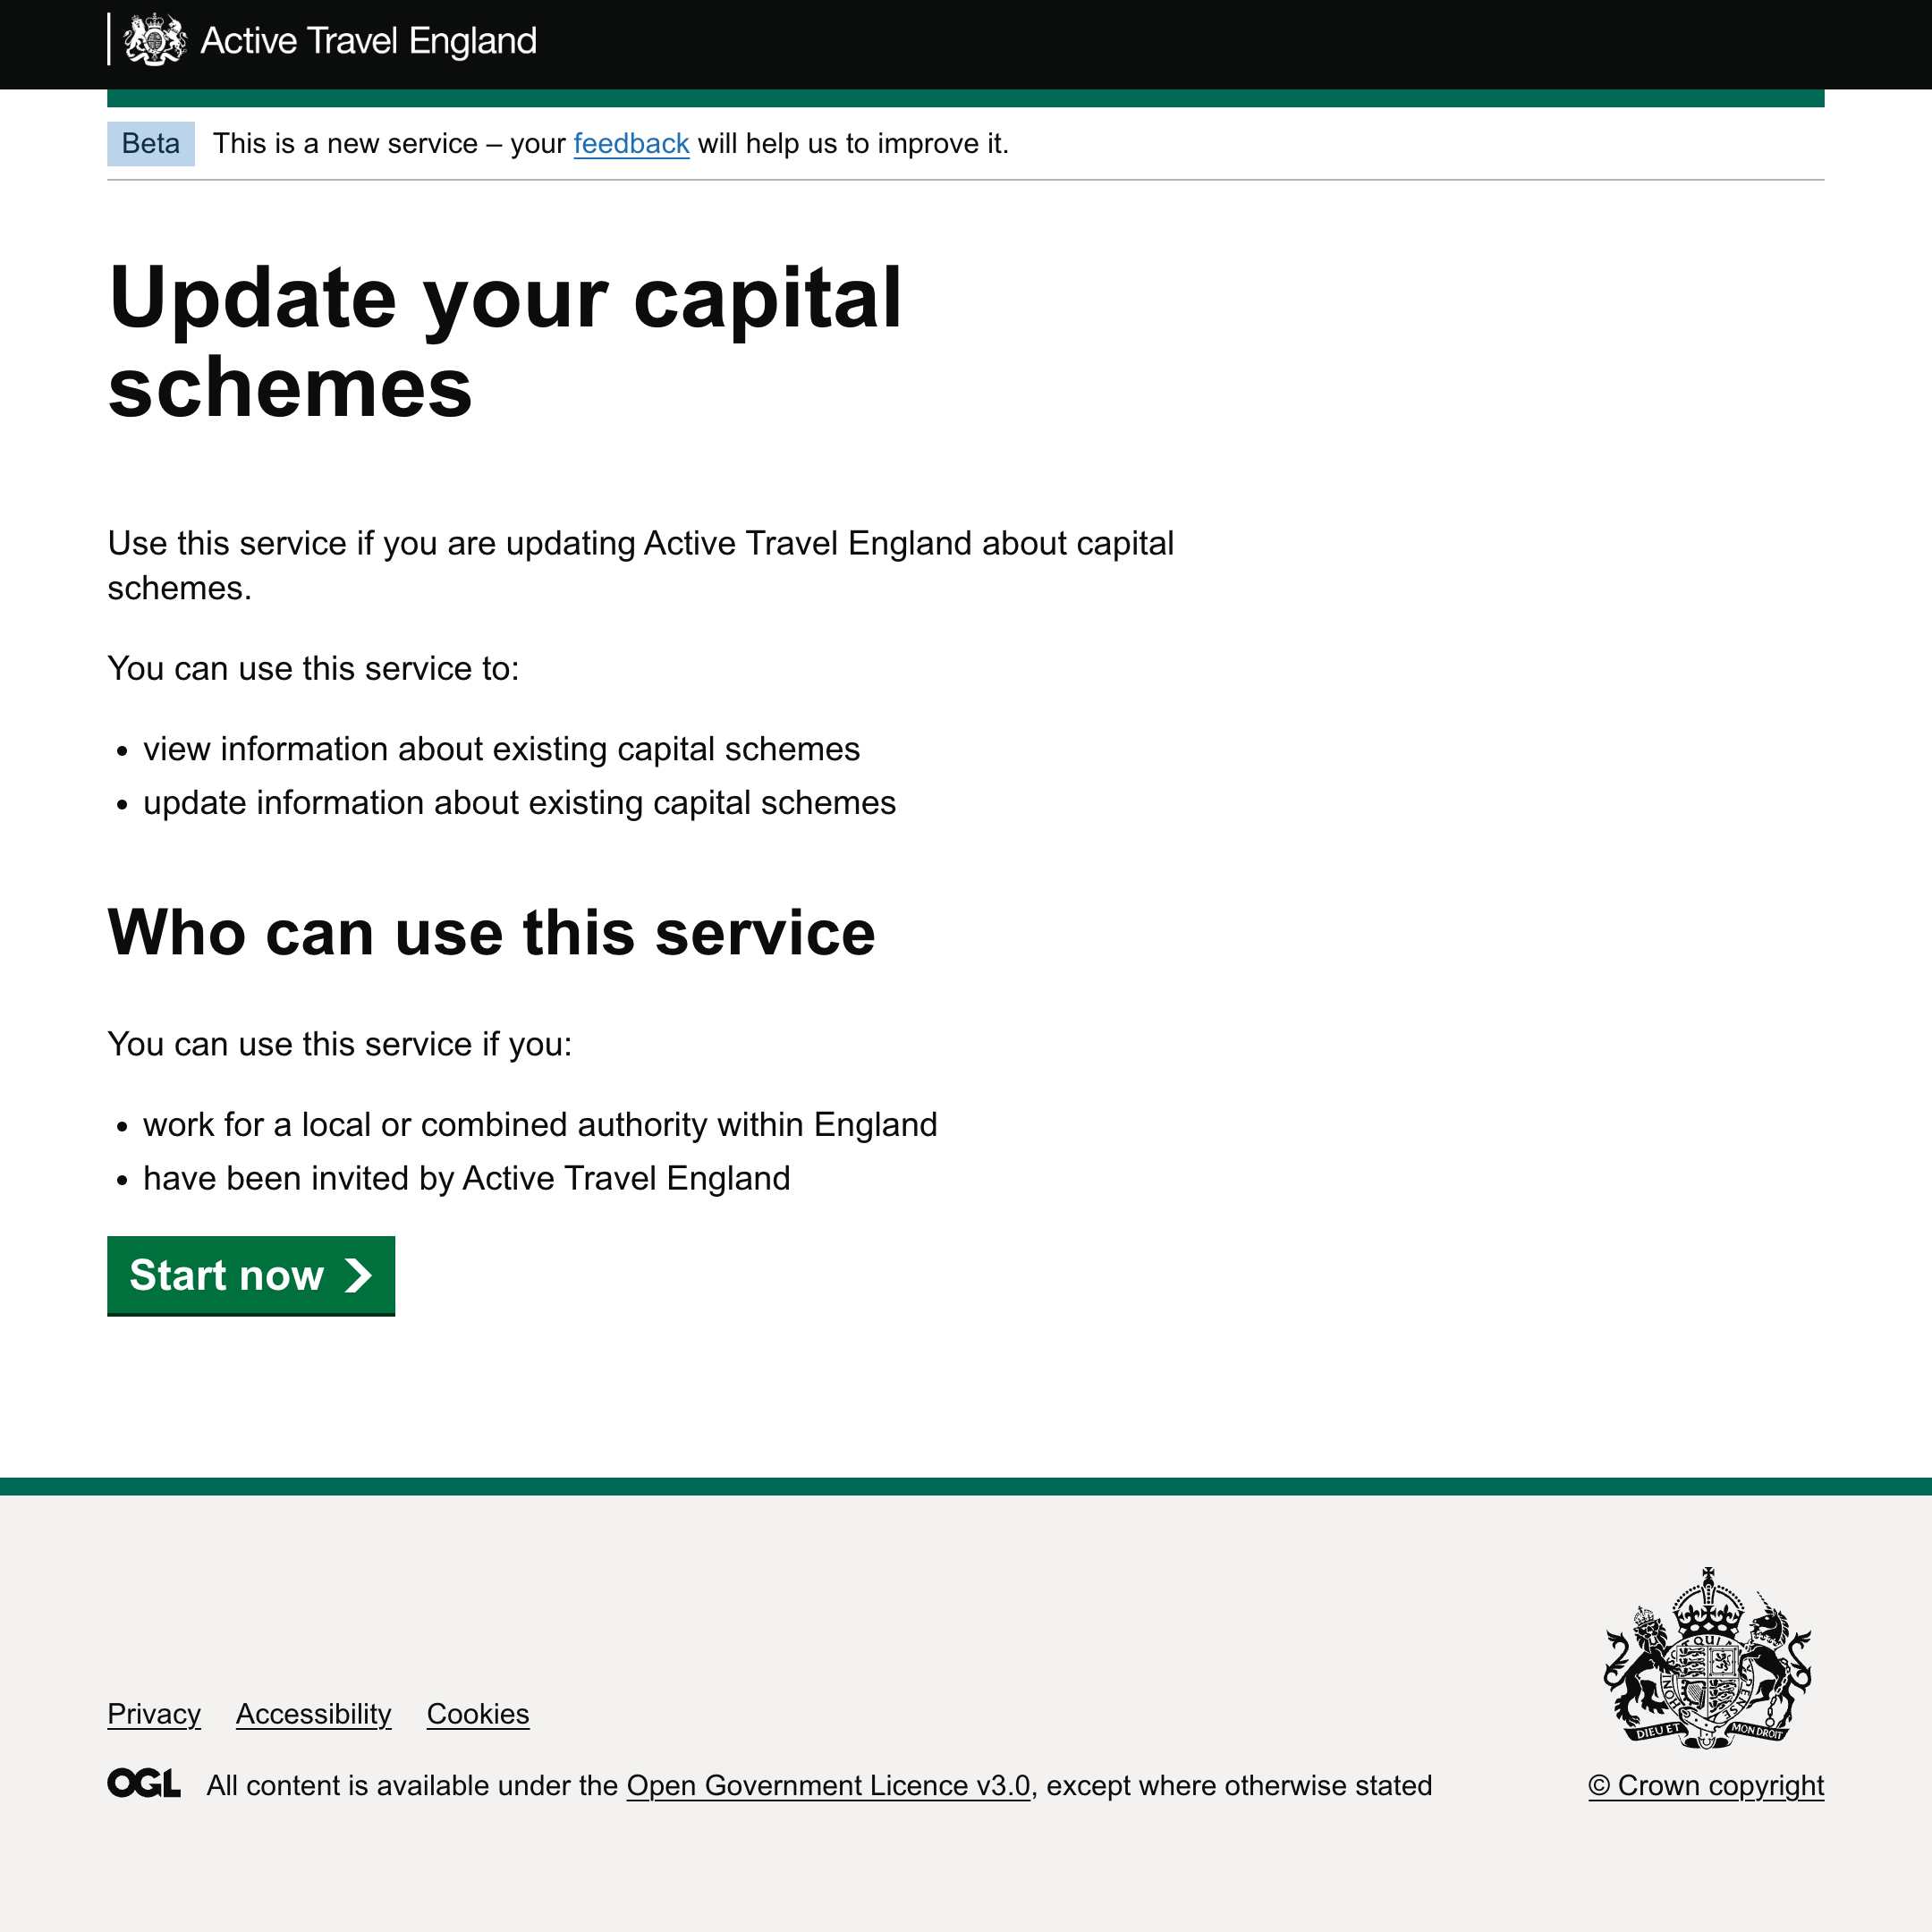 Active Travel England
Beta This is a new service – your feedback will help us to improve it.
Update your capital
schemes
Use this service if you are updating Active Travel England about capital
schemes.
You can use this service to:
• view information about existing capital schemes
• update information about existing capital schemes
Who can use this service
You can use this service if you:
• work for a local or combined authority within England
• have been invited by Active Travel England
Start now
Privacy Accessibility Cookies
OGL All content is available under the Open Government Licence v3.0, except where otherwise stated
DIEU ET MON DROIT
© Crown copyright